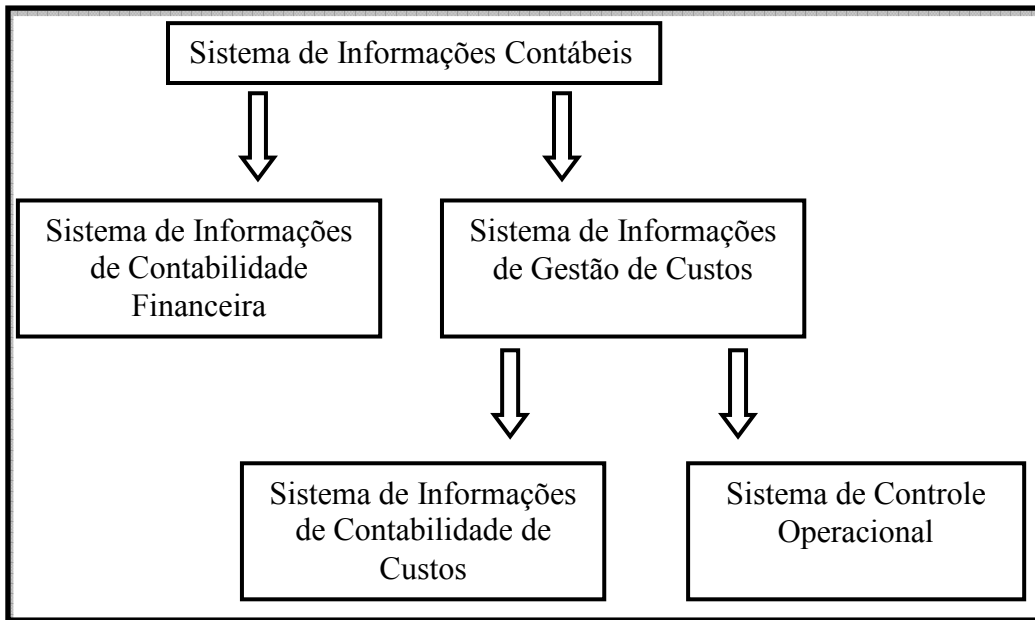 Sistema de Informações Contábeis
Sistema de Informações
de Contabilidade
Financeira
Sistema de Informações
de Gestão de Custos
Sistema de Informações
de Contabilidade de
Custos
Sistema de Controle
Operacional